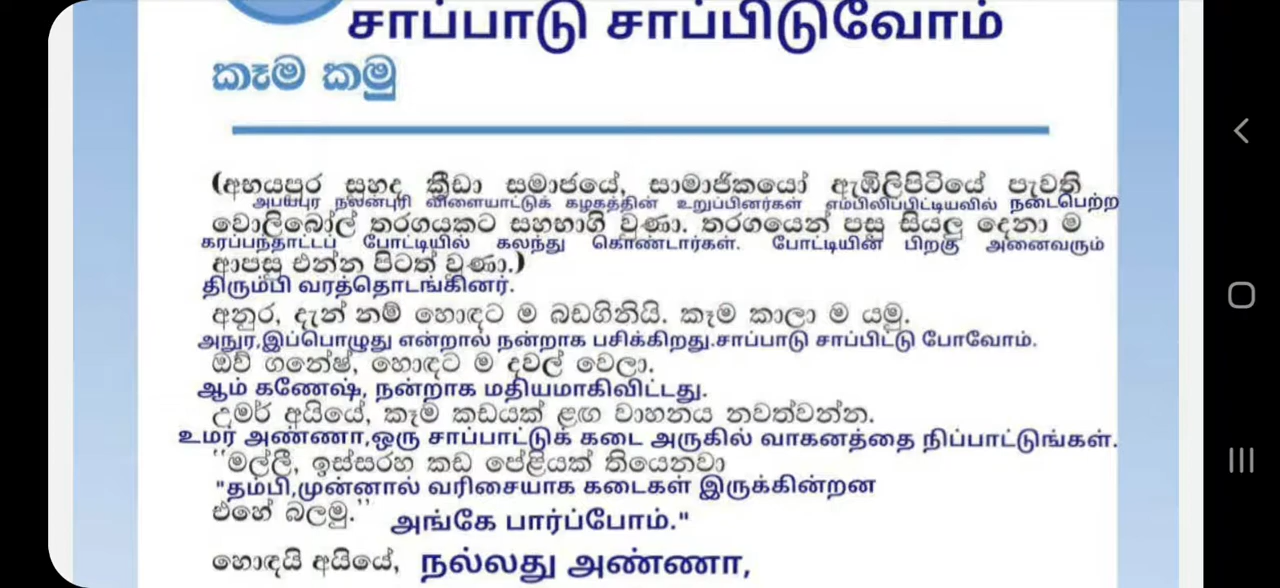 சாப்பாடு சாப்பிடுவோம்
කෑම කමු
(අභයපුර සුහද ක්‍රීඩා සමාජයේ, සාමාජිකයෝ ඇඹිලිපිටියේ පැවති
அபயபுர நலன்புரி விளையாட்டுக் கழகத்தின் உறுப்பினர்கள் எம்பிலிப்பிட்டியவில் நடைபெற்ற
වොලිබෝල් තරගයකට සහභාගි වුණා. තරගයෙන් පසු සියලු දෙනා ම
கரப்பந்தாட்டப் போட்டியில் கலந்து கொண்டார்கள். போட்டியின் பிறகு அனைவரும்
ආපසු එන්න පිටත් වුණා.)
திரும்பி வரத்தொடங்கினர்.
අනුර, දැන් නම් හොඳට ම බඩගිනියි. කෑම කාලා ම යමු.
அநுர,இப்பொழுது என்றால் நன்றாக பசிக்கிறது.சாப்பாடு சாப்பிட்டு போவோம்.
ඔව් ගනේෂ්, හොඳට ම දවල් වෙලා.
ஆம் கணேஷ், நன்றாக மதியமாகிவிட்டது.
උමර් අයියේ, කෑම කඩයක් ළඟ වාහනය නවත්වන්න.
உமர் அண்ணா,ஒரு சாப்பாட்டுக் கடை அருகில் வாகனத்தை நிப்பாட்டுங்கள்.
"මල්ලී, ඉස்සරහ කඩ පේළියක් තියෙනවා
"தம்பி,முன்னால் வரிசையாக கடைகள் இருக்கின்றன
එහේ බලමු." அங்கே பார்ப்போம்."
හොඳයි අයියේ, நல்லது அண்ணா,